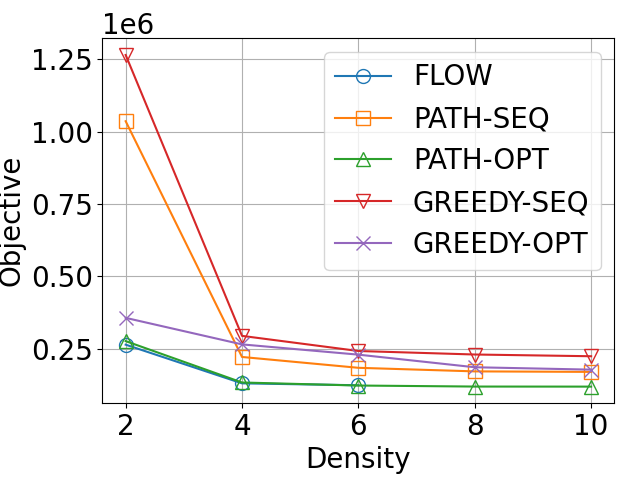 1e6
1.25
1.00
0.75
0.50
0.25
Objective
FLOW
PATH-SEQ
PATH-OPT
GREEDY-SEQ
GREEDY-OPT
2 4 6 8 10
Density